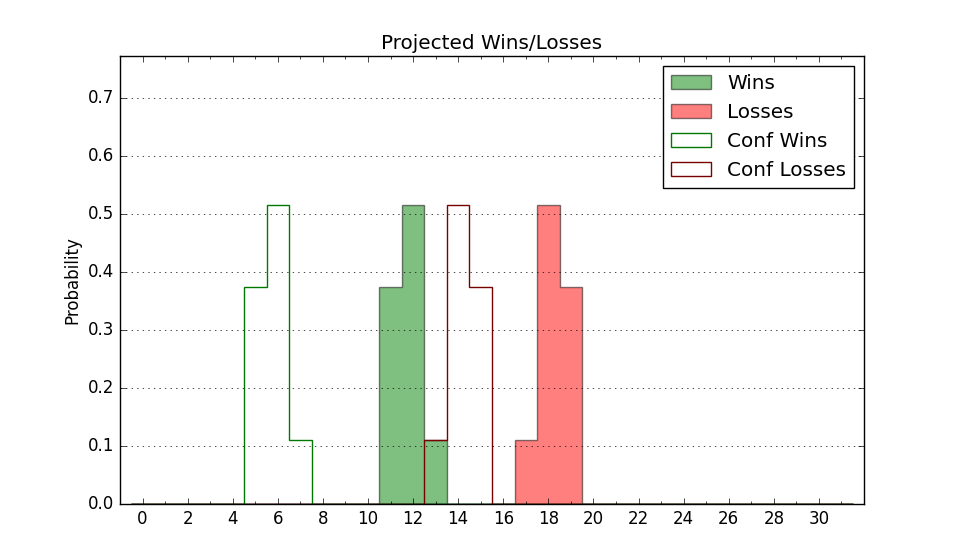 Projected Wins/Losses
Wins
Losses
Conf Wins
Conf Losses
Probability
0.7
0.6
0.5
0.4
0.3
0.2
0.1
0.0
0 2 4 6 8 10 12 14 16 18 20 22 24 26 28 30